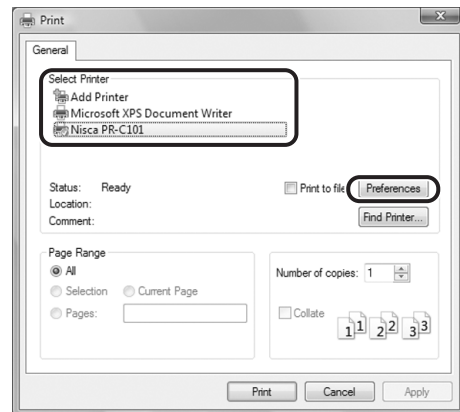 Print
General
Select Printer
Add Printer
Microsoft XPS Document Writer
Nisca PR-C101
Status: Ready
Print to file
Preferences
Location:
Comment:
Find Printer...
Page Range
All
Selection
Current Page
Pages:
Number of copies: 1
Collate
1 1 2 2 3 3
Print
Cancel
Apply